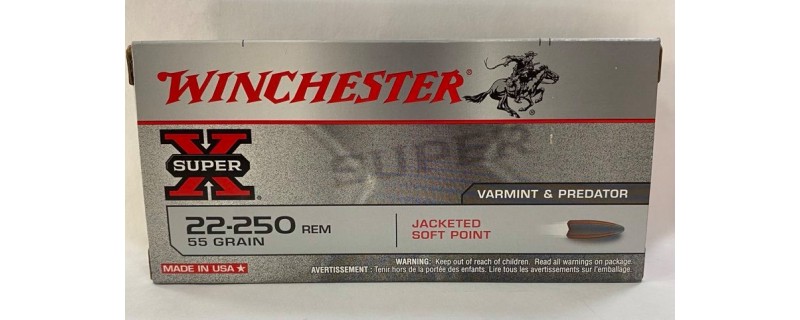 WINCHESTER®
X
SUPER
SUPER
VARMINT & PREDATOR
22-250 REM
55 GRAIN
JACKETED
SOFT POINT
MADE IN USA★
WARNING: Keep out of reach of children. Read all warnings on package.
AVERTISSEMENT : Tenir hors de la portée des enfants. Lire tous les avertissements sur l'emballage.